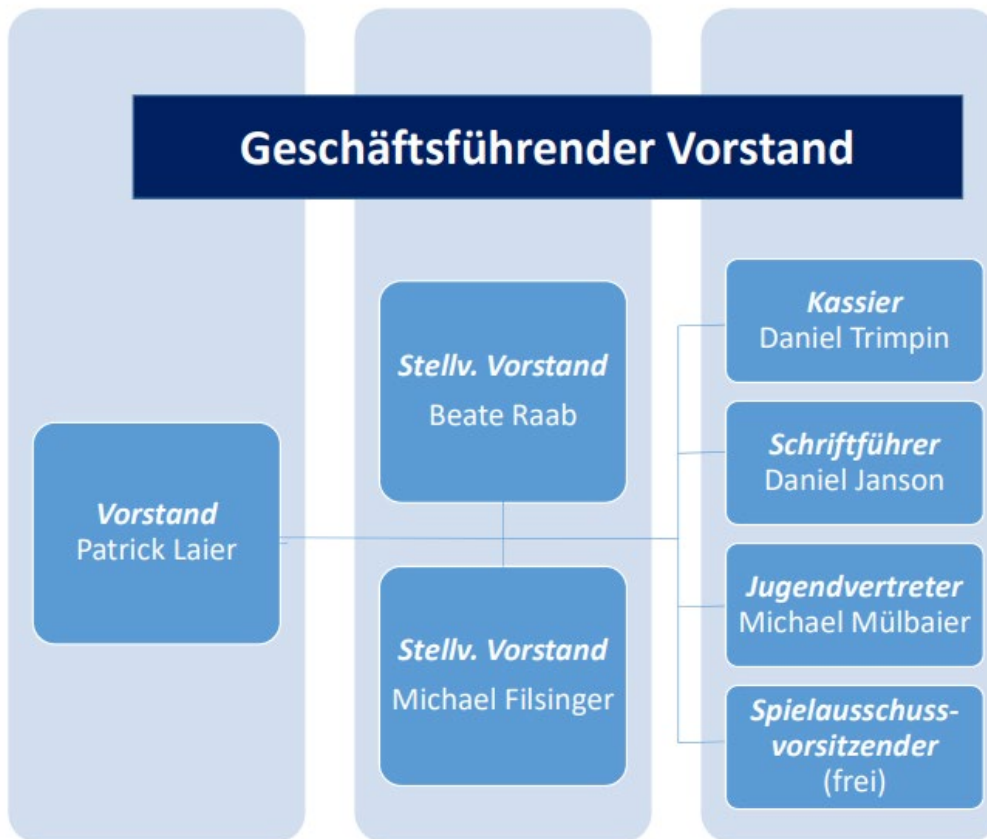 Geschäftsführender Vorstand
Vorstand
Patrick Laier
Stellv. Vorstand
Beate Raab
Stellv. Vorstand
Michael Filsinger
Kassier
Daniel Trimpin
Schriftführer
Daniel Janson
Jugendvertreter
Michael Mülbaier
Spielausschuss-
vorsitzender
(frei)